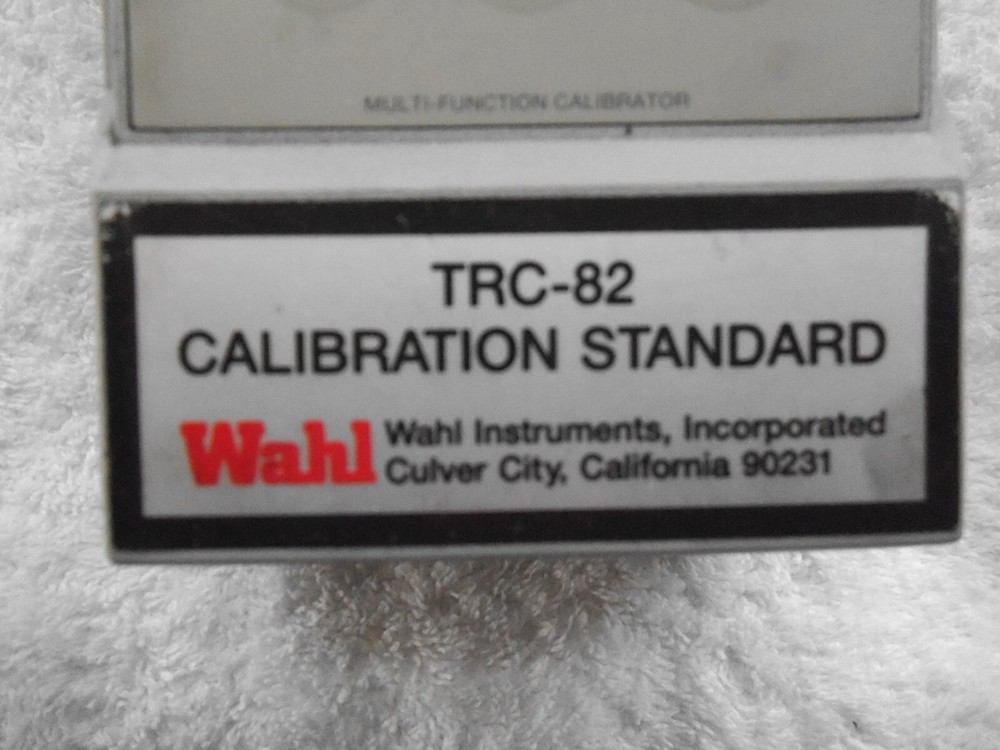 MULTI-FUNCTION CALIBRATOR
TRC-82
CALIBRATION STANDARD
Wahl
Wahl Instruments, Incorporated
Culver City, California 90231